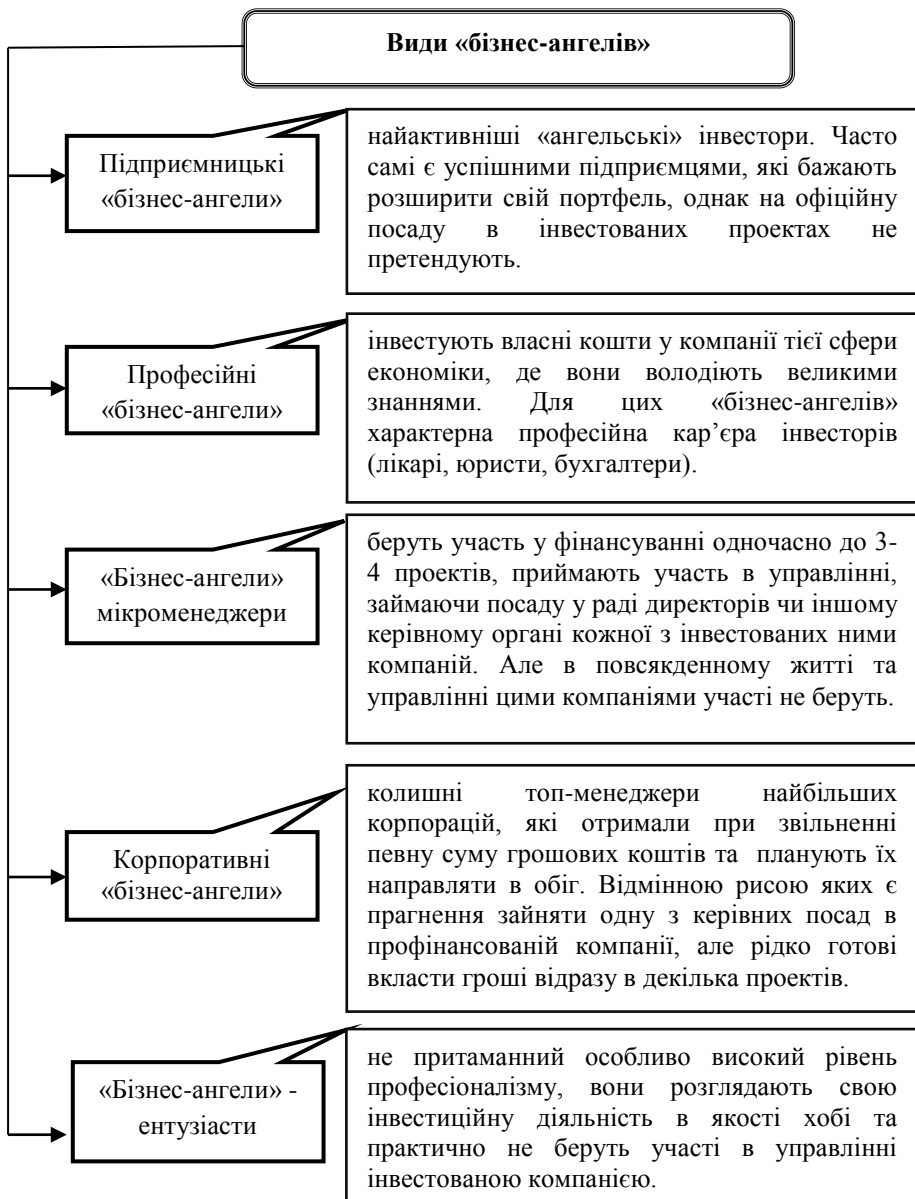 Види «бізнес-ангелів»
Підприємницькі
«бізнес-ангели»
найактивніші «ангельські» інвестори. Часто
самі є успішними підприємцями, які бажають
розширити свій портфель, однак на офіційну
посаду в інвестованих проектах не
претендують.
Професійні
«бізнес-ангели»
інвестують власні кошти у компанії тієї сфери
економіки, де вони володіють великими
знаннями. Для цих «бізнес-ангелів»
характерна професійна кар’єра інвесторів
(лікарі, юристи, бухгалтери).
«Бізнес-ангели»
мікроменеджери
беруть участь у фінансуванні одночасно до 3-
4 проектів, приймають участь в управлінні,
займаючи посаду у раді директорів чи іншому
керівному органі кожної з інвестованих ними
компаній. Але в повсякденному житті та
управлінні цими компаніями участі не беруть.
Корпоративні
«бізнес-ангели»
колишні топ-менеджери найбільших
корпорацій, які отримали при звільненні
певну суму грошових коштів та планують їх
направляти в обіг. Відмінною рисою яких є
прагнення зайняти одну з керівних посад в
профінансованій компанії, але рідко готові
вкласти гроші відразу в декілька проектів.
«Бізнес-ангели» -
ентузіасти
не притаманний особливо високий рівень
професіоналізму, вони розглядають свою
інвестиційну діяльність в якості хобі та
практично не беруть участі в управлінні
інвестованою компанією.